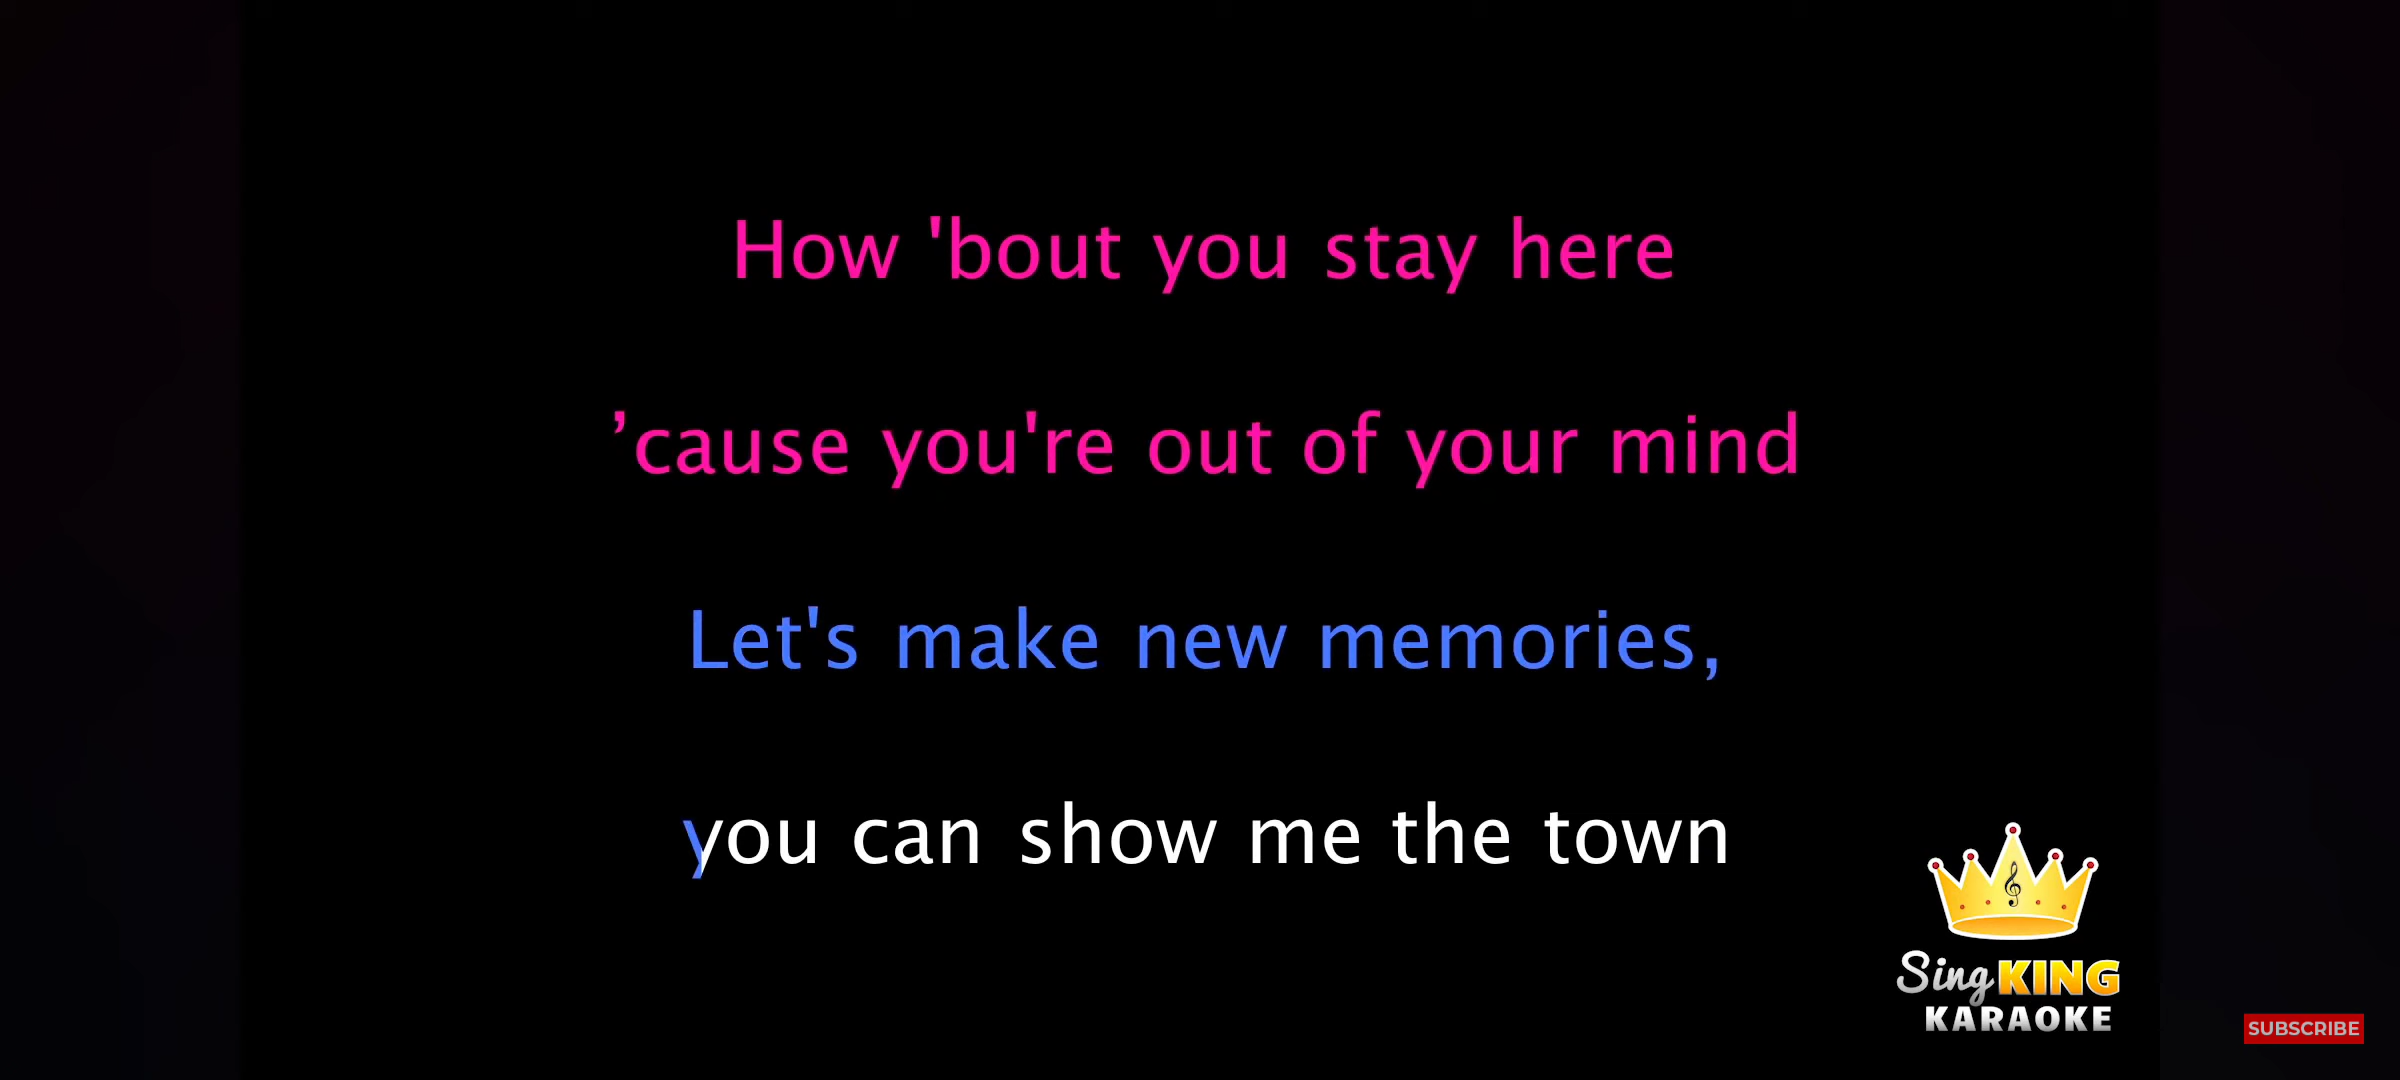 How 'bout you stay here
’cause you're out of your mind
Let's make new memories,
you can show me the town
Sing KING
KARAOKE
SUBSCRIBE